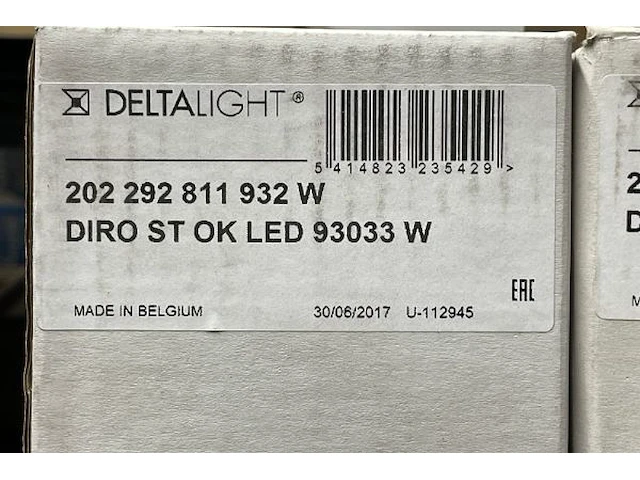 DELTALIGHT®
5 414823 235429 >
202 292 811 932 W
DIRO ST OK LED 93033 W
EAC
MADE IN BELGIUM 30/06/2017 U-112945
2
D
M